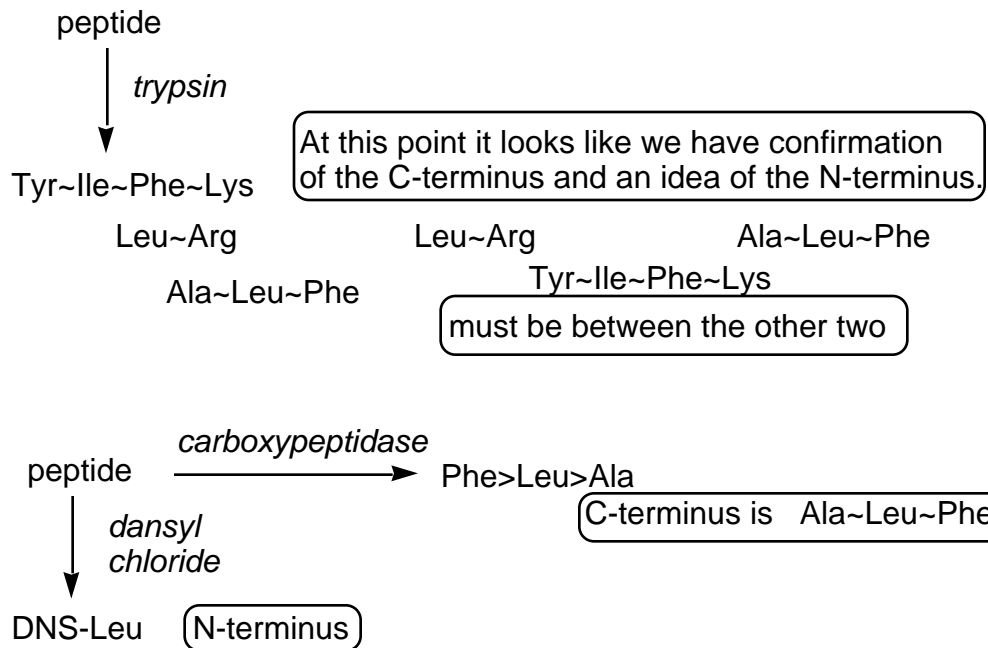 peptide
trypsin
At this point it looks like we have confirmation
of the C-terminus and an idea of the N-terminus.
Tyr~Ile~Phe~Lys
Leu~Arg Leu~Arg Ala~Leu~Phe
Ala~Leu~Phe Tyr~Ile~Phe~Lys
must be between the other two
carboxypeptidase
peptide Phe>Leu>Ala
C-terminus is Ala~Leu~Phe
dansyl
chloride
DNS-Leu N-terminus